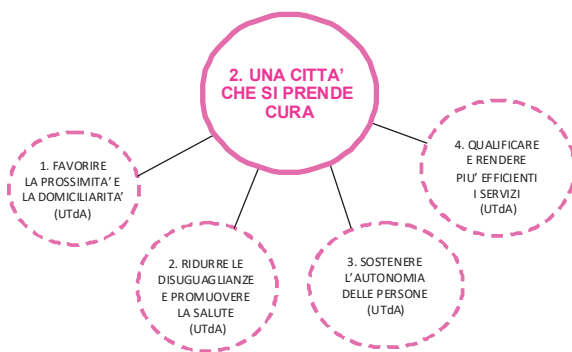 2. UNA CITTA’
CHE SI PRENDE
CURA
1. FAVORIRE
LA PROSSIMITA’ E
LA DOMICILIARITA’
(UTdA)
2. RIDURRE LE
DISUGUAGLIANZE
E PROMUOVERE
LA SALUTE
(UTdA)
3. SOSTENERE
L’AUTONOMIA
DELLE PERSONE
(UTdA)
4. QUALIFICARE
E RENDERE
PIU’ EFFICIENTI
I SERVIZI
(UTdA)